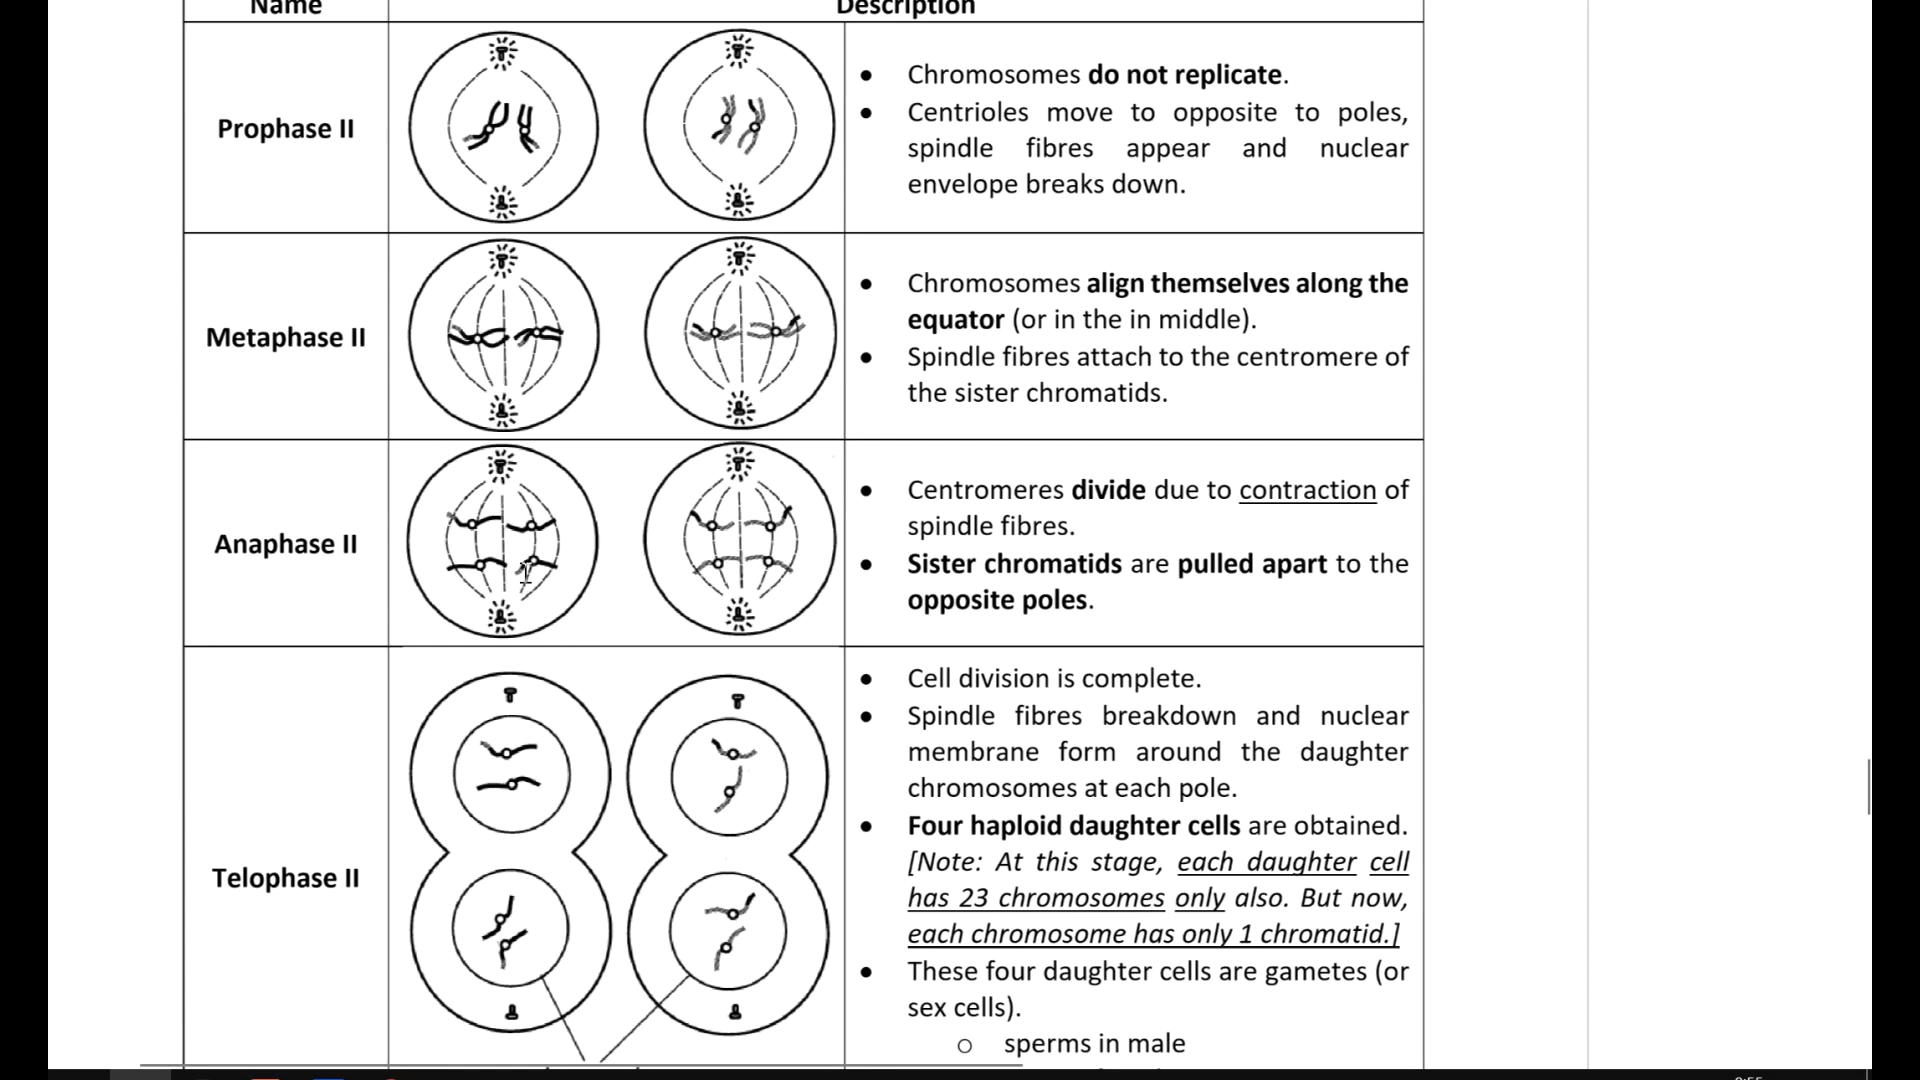 Name
Description
Prophase II
• Chromosomes do not replicate.
• Centrioles move to opposite to poles,
spindle fibres appear and nuclear
envelope breaks down.
Metaphase II
• Chromosomes align themselves along the
equator (or in the in middle).
• Spindle fibres attach to the centromere of
the sister chromatids.
Anaphase II
• Centromeres divide due to contraction of
spindle fibres.
• Sister chromatids are pulled apart to the
opposite poles.
Telophase II
• Cell division is complete.
• Spindle fibres breakdown and nuclear
membrane form around the daughter
chromosomes at each pole.
• Four haploid daughter cells are obtained.
[Note: At this stage, each daughter cell
has 23 chromosomes only also. But now,
each chromosome has only 1 chromatid.]
• These four daughter cells are gametes (or
sex cells).
o sperms in male